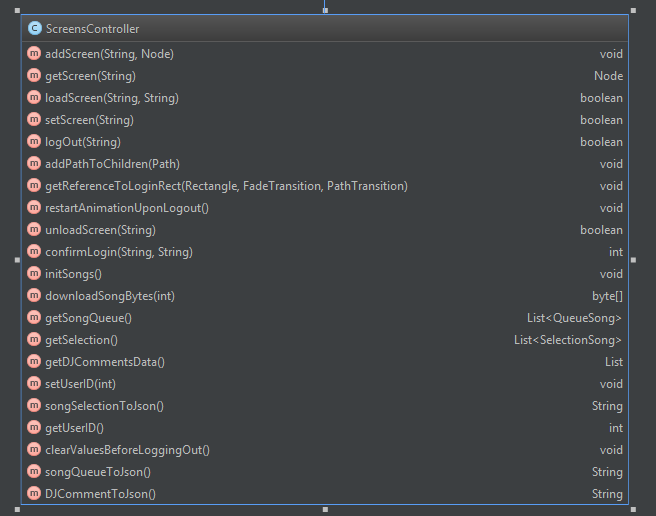 C ScreensController
m addScreen(String, Node) void
m getScreen(String) Node
m loadScreen(String, String) boolean
m setScreen(String) boolean
m logOut(String) boolean
m addPathToChildren(Path) void
m getReferenceToLoginRect(Rectangle, FadeTransition, PathTransition) void
m restartAnimationUponLogout() void
m unloadScreen(String) boolean
m confirmLogin(String, String) int
m initSongs() void
m downloadSongBytes(int) byte[]
m getSongQueue() List<QueueSong>
m getSelection() List<SelectionSong>
m getDJCommentsData() List
m setUserID(int) void
m songSelectionToJson() String
m getUserID() int
m clearValuesBeforeLoggingOut() void
m songQueueToJson() String
m DJCommentToJson() String